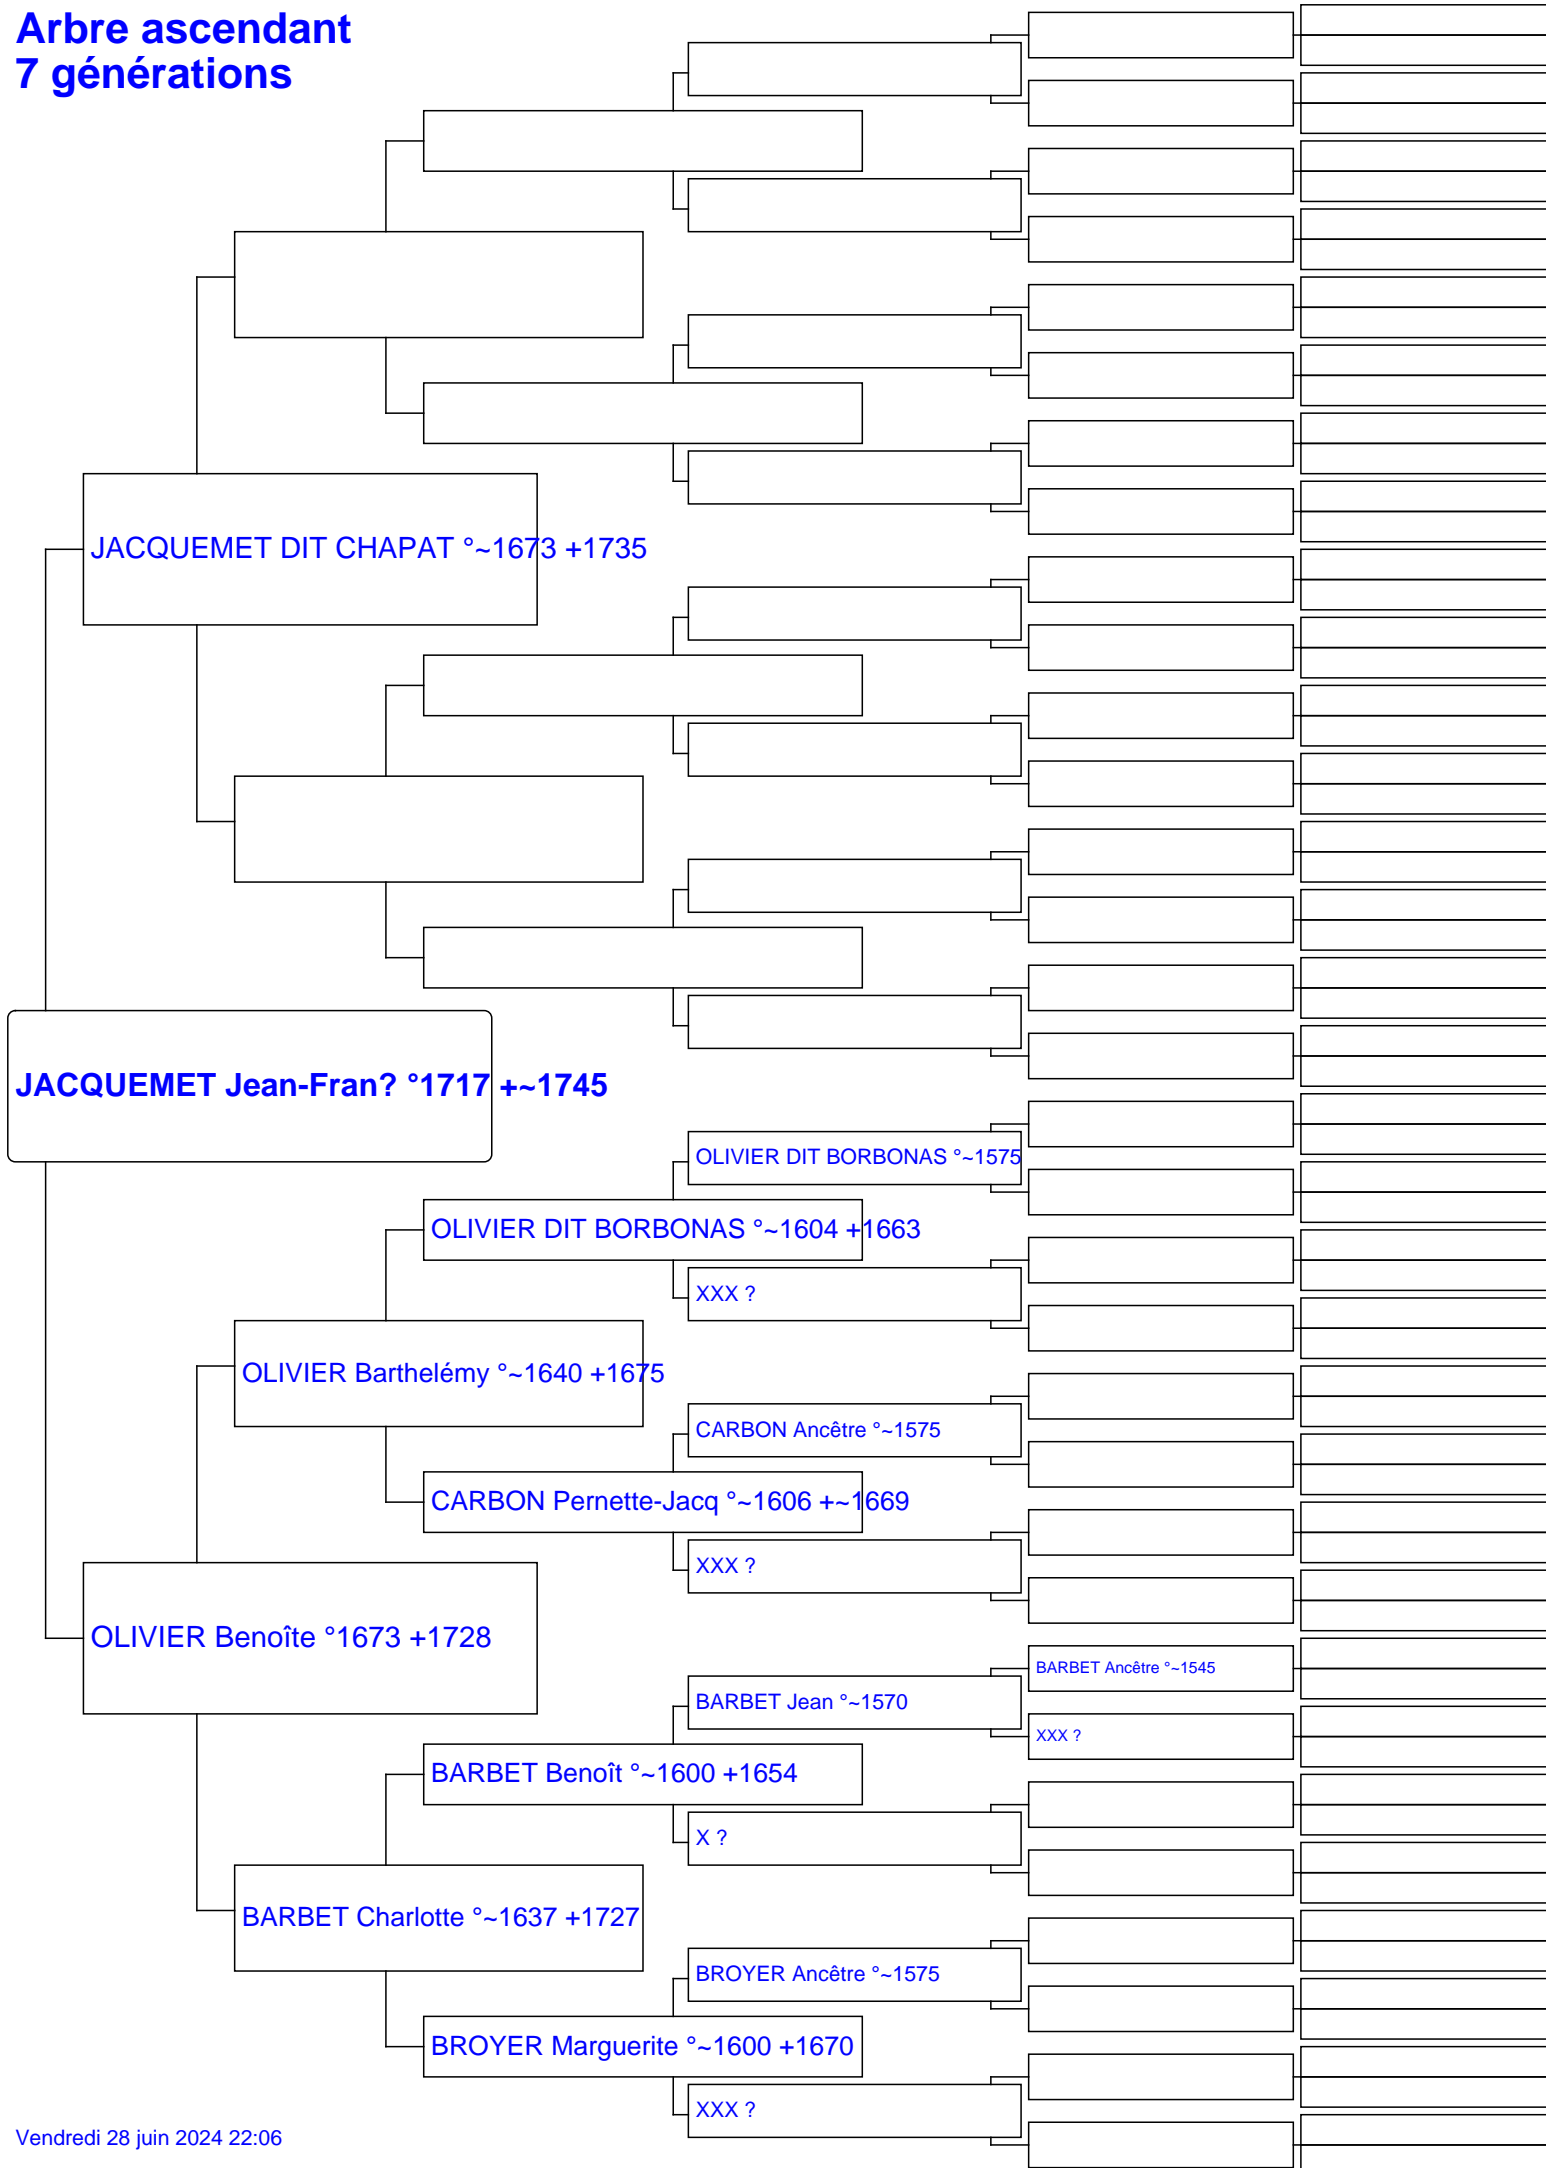 Arbre ascendant
7 générations
JACQUEMET DIT CHAPAT °~1673 +1735
JACQUEMET Jean-Fran? °1717 +~1745
OLIVIER DIT BORBONAS °~1575
OLIVIER DIT BORBONAS °~1604 +1663
XXX ?
OLIVIER Barthelémy °~1640 +1675
CARBON Ancêtre °~1575
CARBON Pernette-Jacq °~1606 +~1669
XXX ?
OLIVIER Benoîte °1673 +1728
BARBET Ancêtre °~1545
BARBET Jean °~1570
XXX ?
BARBET Benoît °~1600 +1654
X ?
BARBET Charlotte °~1637 +1727
BROYER Ancêtre °~1575
BROYER Marguerite °~1600 +1670
XXX ?
Vendredi 28 juin 2024 22:06